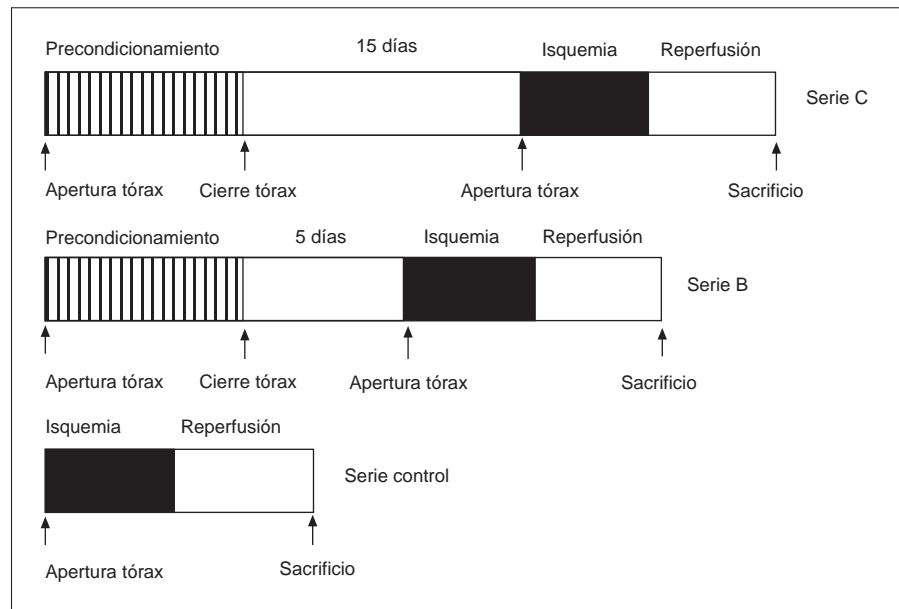 Precondicionamiento 15 días Isquemia Reperfusión
Serie C
Apertura tórax Cierre tórax Apertura tórax Sacrificio
Precondicionamiento 5 días Isquemia Reperfusión
Serie B
Apertura tórax Cierre tórax Apertura tórax Sacrificio
Isquemia Reperfusión
Serie control
Apertura tórax Sacrificio